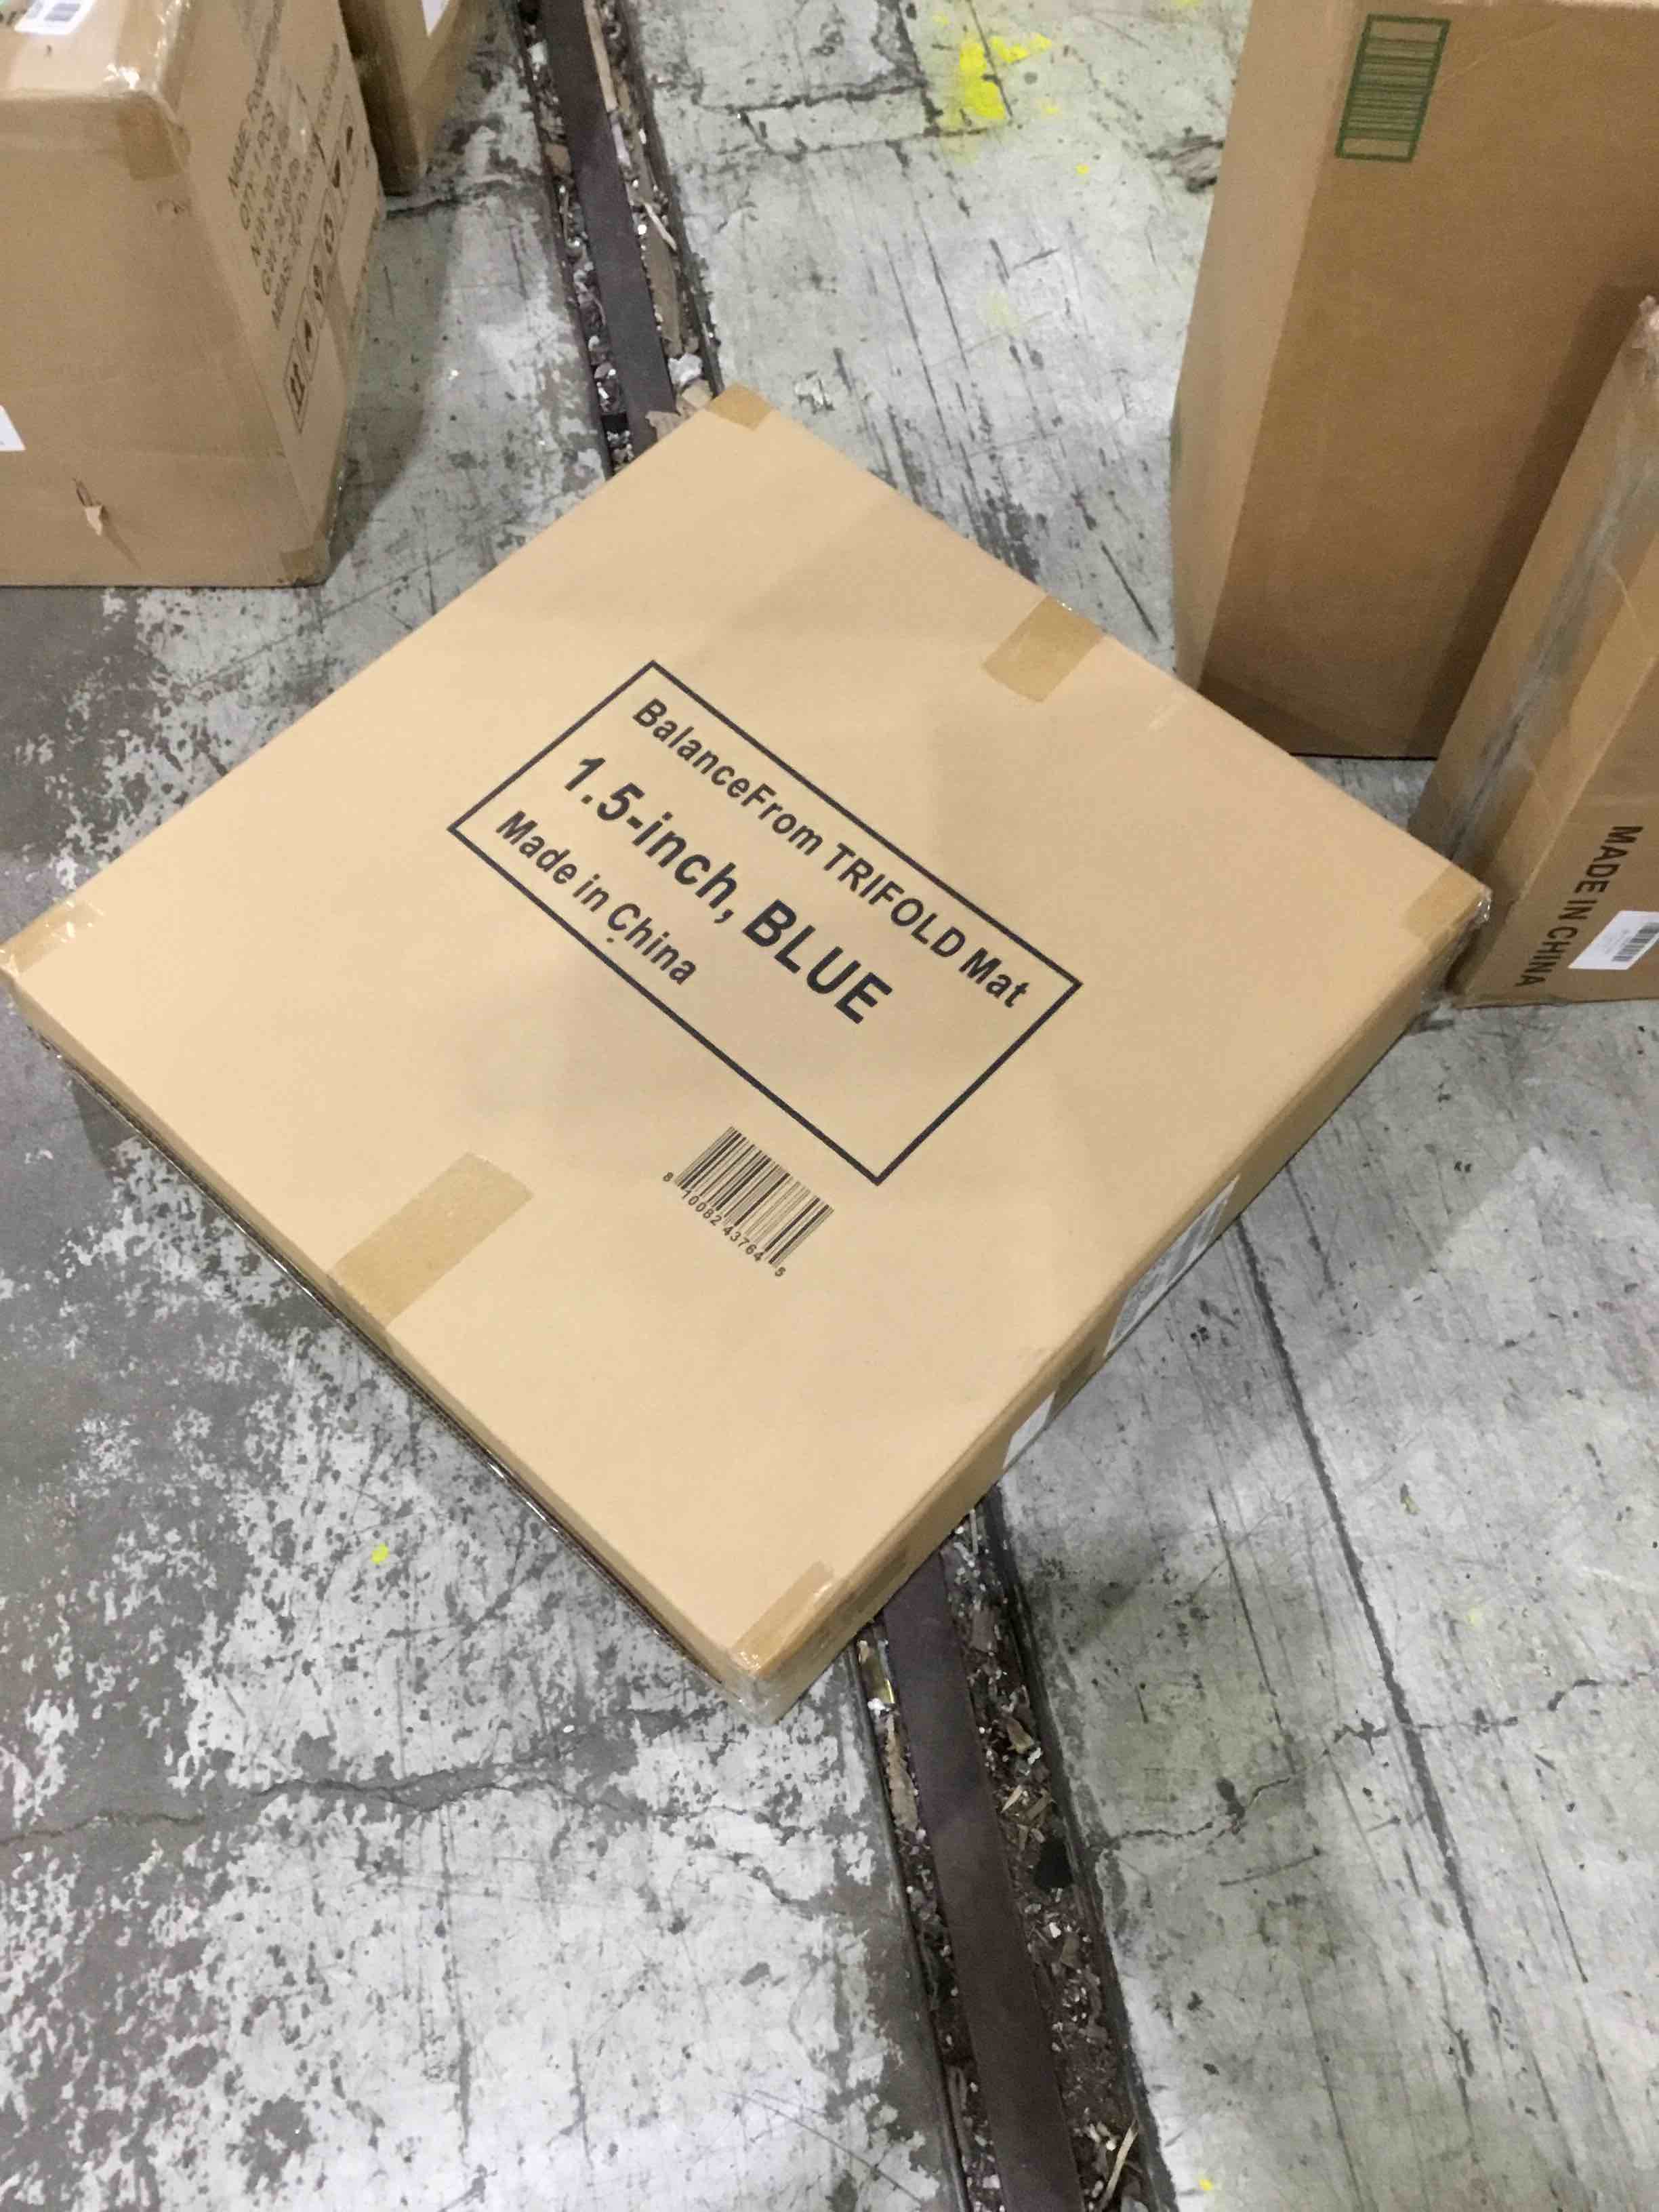 BalanceFrom TRIFOLD Mat
1.5-inch, BLUE
Made in China
8 10082 43764 5
MADE IN CHINA